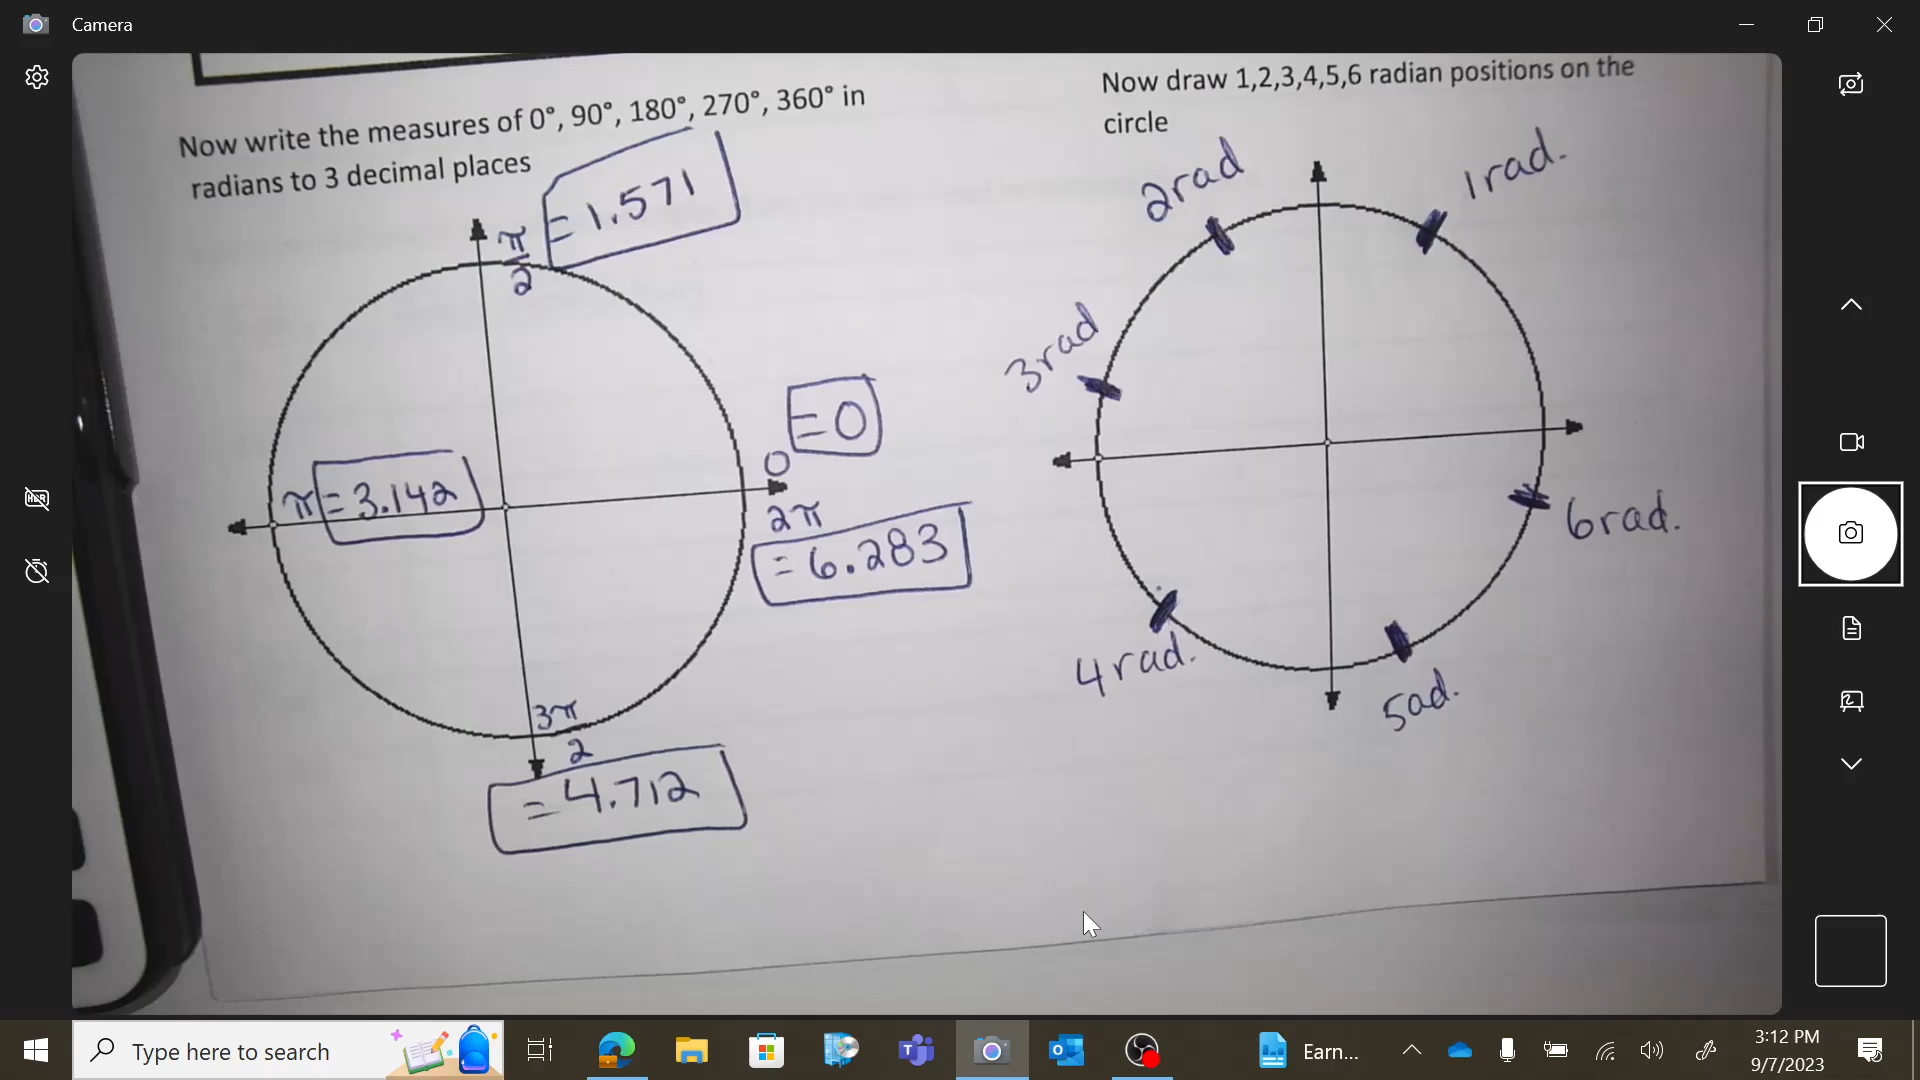 Camera
Now write the measures of 0°, 90°, 180°, 270°, 360° in
radians to 3 decimal places
π/2
= 1.571
= 0
0
π = 3.142
2π
= 6.283
3π/2
= 4.712
Now draw 1,2,3,4,5,6 radian positions on the
circle
2rad
1rad.
3rad
6rad.
4rad.
5ad.
HDR
Type here to search
Earn...
3:12 PM
9/7/2023